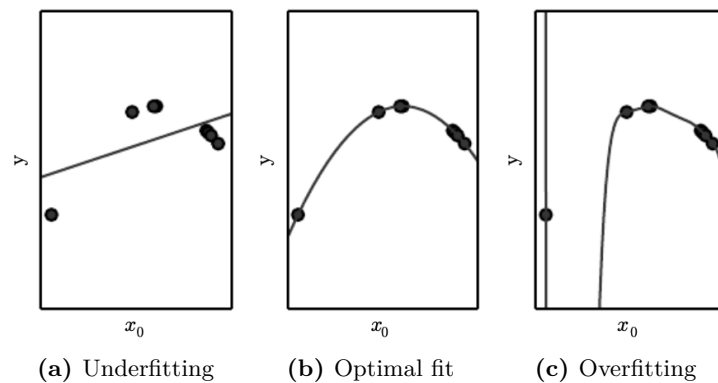 y
y
y
x₀
x₀
x₀
(a) Underfitting
(b) Optimal fit
(c) Overfitting